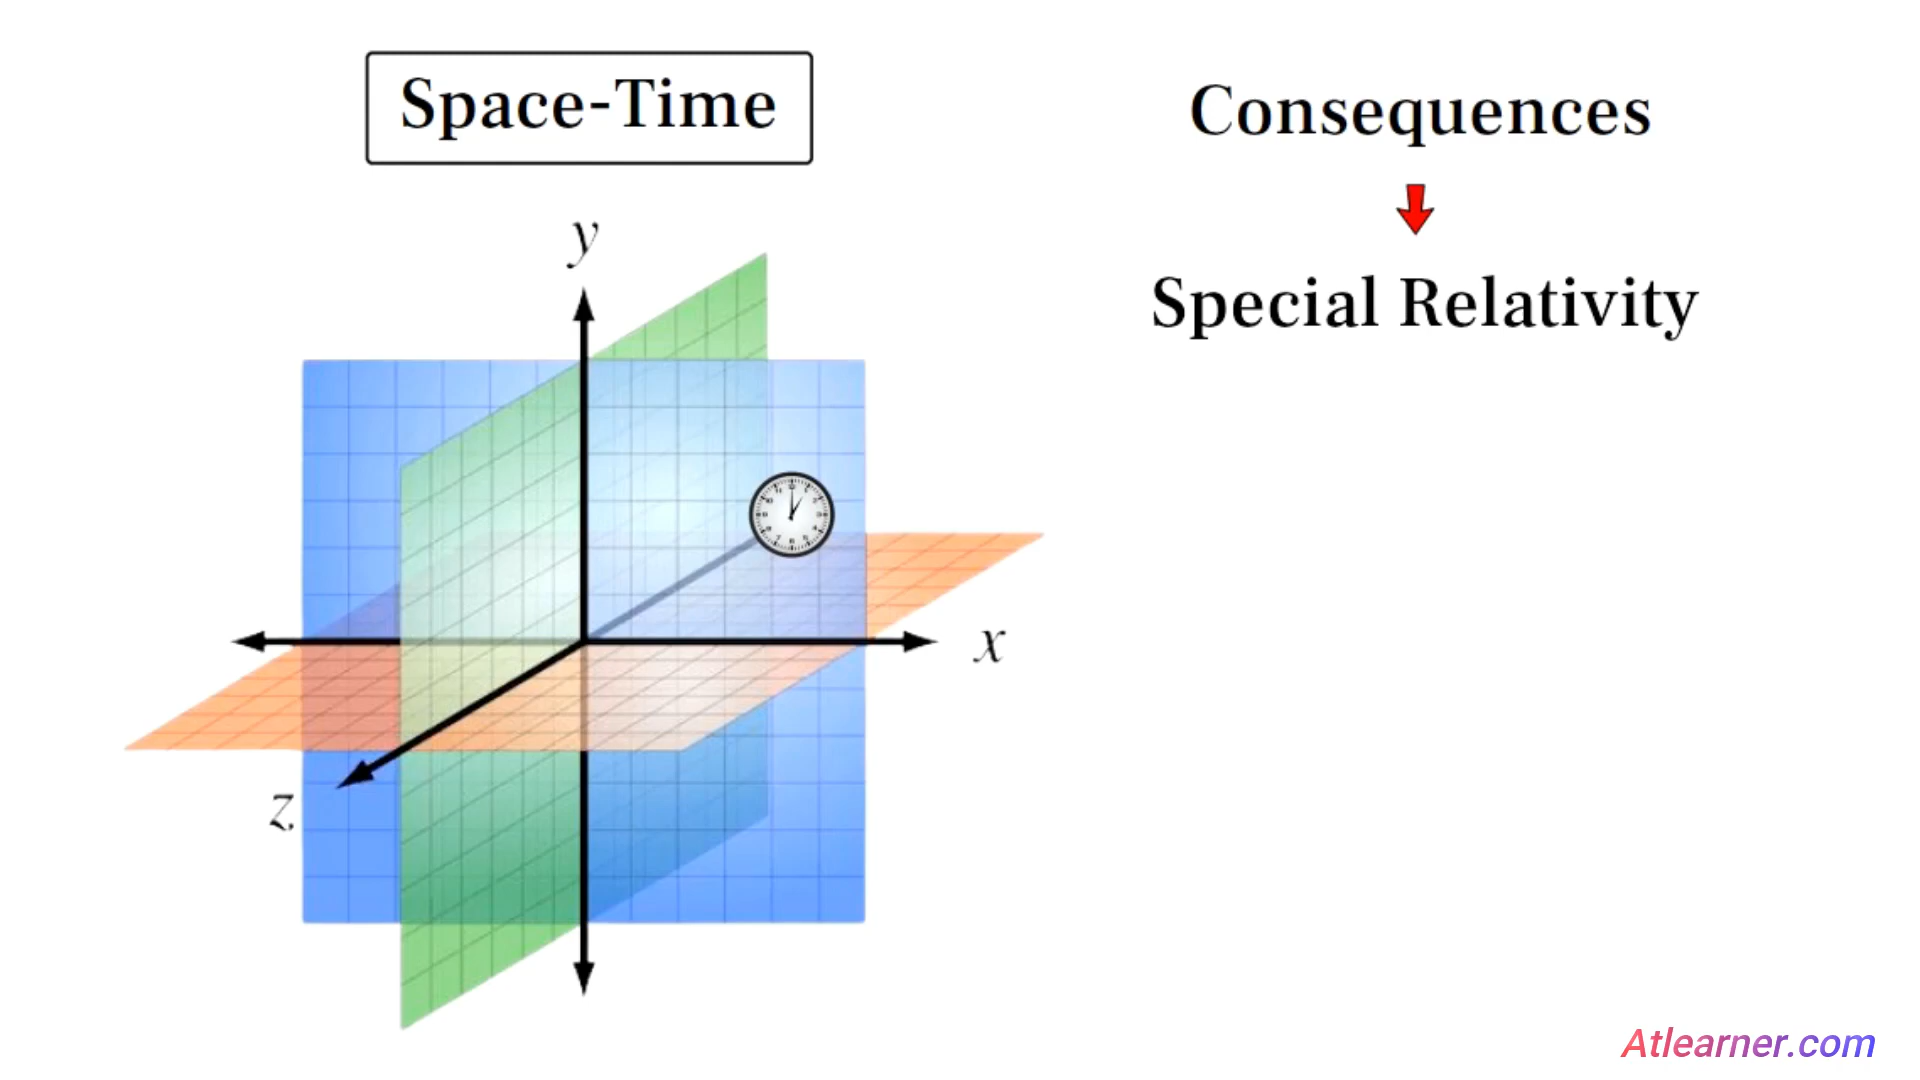 Space-Time
Consequences
Special Relativity
y
x
z
Atlearner.com